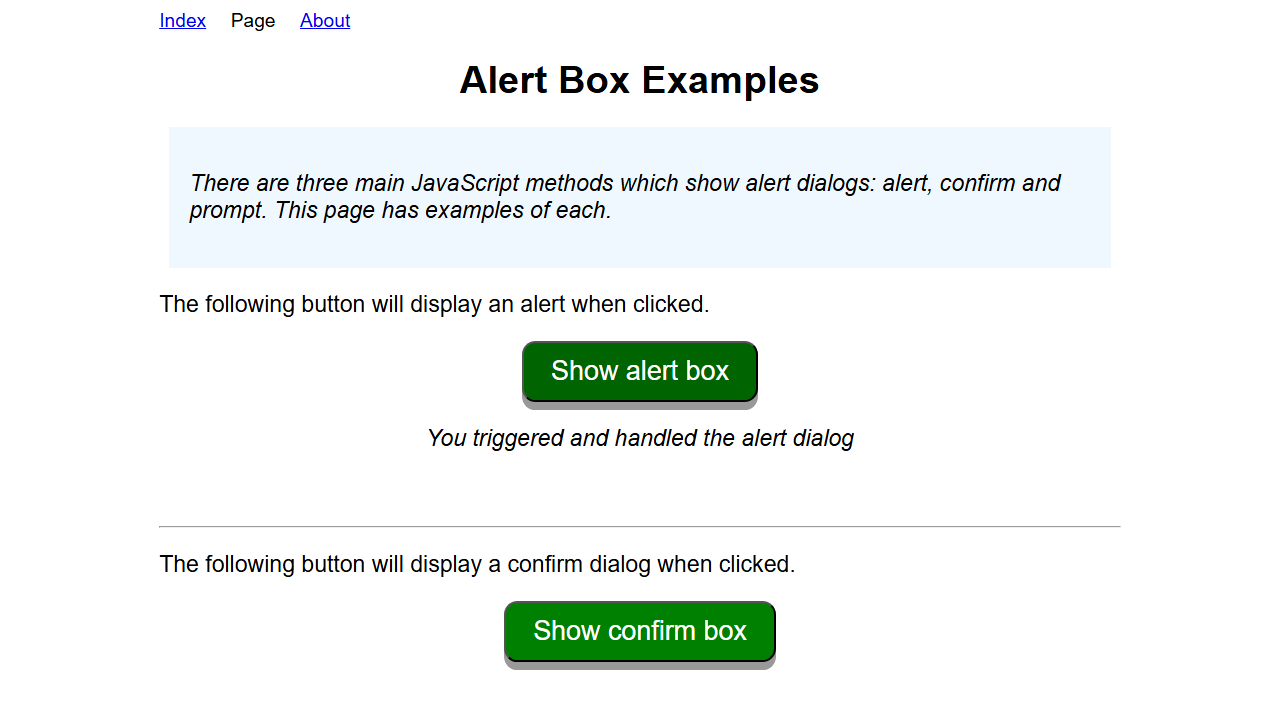 Index Page About
Alert Box Examples
There are three main JavaScript methods which show alert dialogs: alert, confirm and
prompt. This page has examples of each.
The following button will display an alert when clicked.
Show alert box
You triggered and handled the alert dialog
The following button will display a confirm dialog when clicked.
Show confirm box